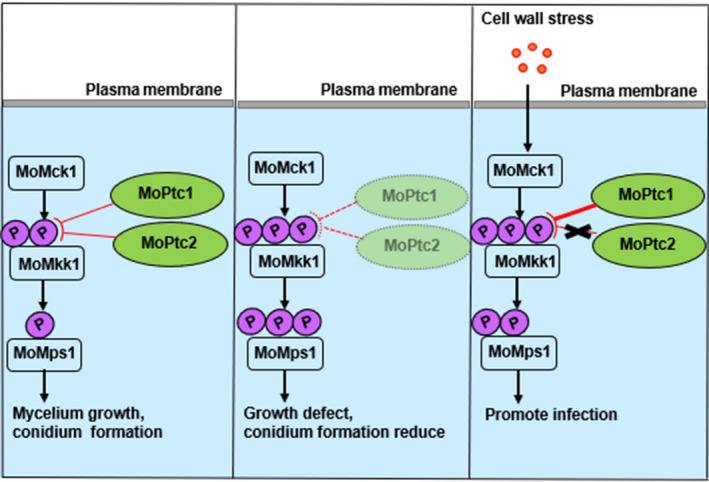 Plasma membrane
MoMck1
MoPtc1
P P
MoPtc2
MoMkk1
P
MoMps1
Mycelium growth,
conidium formation
Plasma membrane
MoMck1
MoPtc1
P P P
MoPtc2
MoMkk1
P P P
MoMps1
Growth defect,
conidium formation reduce
Cell wall stress
Plasma membrane
MoMck1
MoPtc1
P P P
MoPtc2
MoMkk1
P P
MoMps1
Promote infection